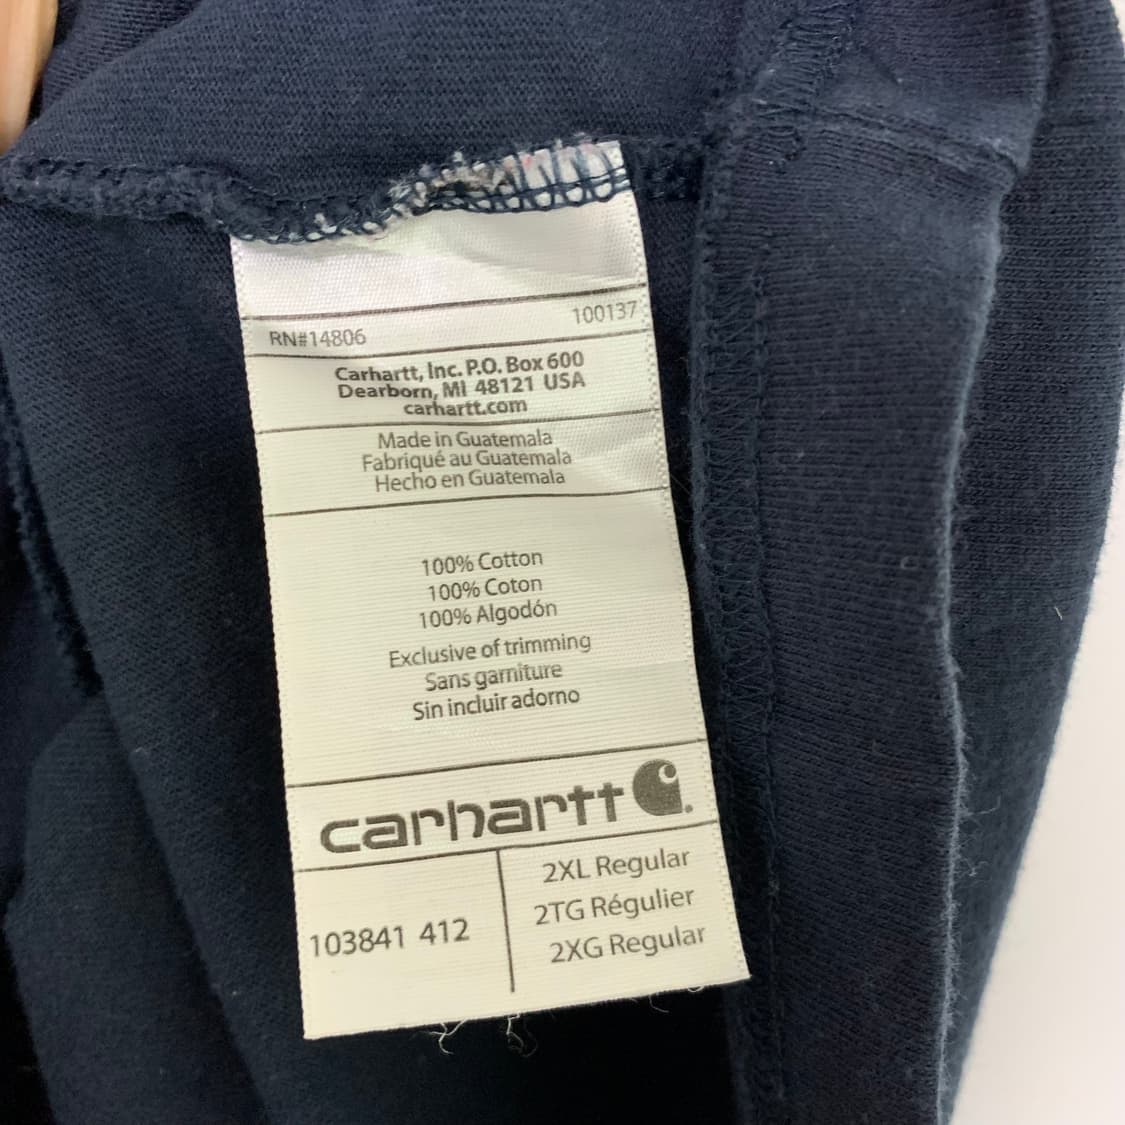 RN#14806 100137
Carhartt, Inc. P.O. Box 600
Dearborn, MI 48121 USA
carhartt.com
Made in Guatemala
Fabriqué au Guatemala
Hecho en Guatemala
100% Cotton
100% Coton
100% Algodón
Exclusive of trimming
Sans garniture
Sin incluir adorno
carhartt
103841 412
2XL Regular
2TG Régulier
2XG Regular